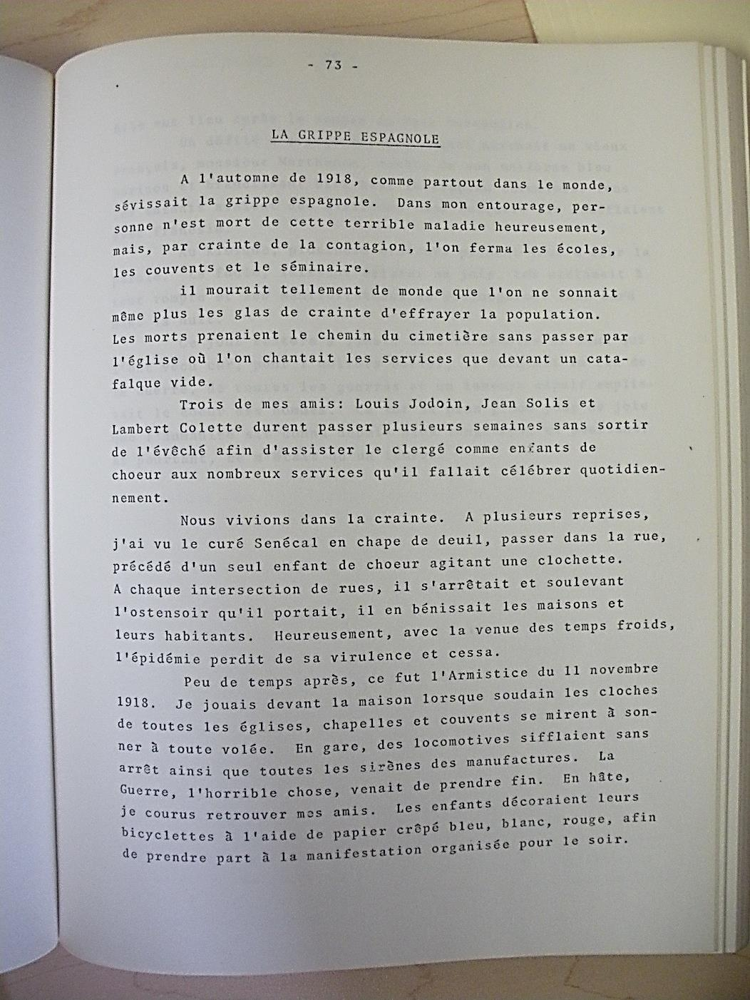 - 73 -
LA GRIPPE ESPAGNOLE
A l'automne de 1918, comme partout dans le monde,
sévissait la grippe espagnole. Dans mon entourage, per-
sonne n'est mort de cette terrible maladie heureusement,
mais, par crainte de la contagion, l'on ferma les écoles,
les couvents et le séminaire.
il mourait tellement de monde que l'on ne sonnait
même plus les glas de crainte d'effrayer la population.
Les morts prenaient le chemin du cimetière sans passer par
l'église où l'on chantait les services que devant un cata-
falque vide.
Trois de mes amis: Louis Jodoin, Jean Solis et
Lambert Colette durent passer plusieurs semaines sans sortir
de l'évêché afin d'assister le clergé comme enfants de
choeur aux nombreux services qu'il fallait célébrer quotidien-
nement.
Nous vivions dans la crainte. A plusieurs reprises,
j'ai vu le curé Senécal en chape de deuil, passer dans la rue,
précédé d'un seul enfant de choeur agitant une clochette.
A chaque intersection de rues, il s'arrêtait et soulevant
l'ostensoir qu'il portait, il en bénissait les maisons et
leurs habitants. Heureusement, avec la venue des temps froids,
l'épidémie perdit de sa virulence et cessa.
Peu de temps après, ce fut l'Armistice du 11 novembre
1918. Je jouais devant la maison lorsque soudain les cloches
de toutes les églises, chapelles et couvents se mirent à son-
ner à toute volée. En gare, des locomotives sifflaient sans
arrêt ainsi que toutes les sirènes des manufactures. La
Guerre, l'horrible chose, venait de prendre fin. En hâte,
je courus retrouver mes amis. Les enfants décoraient leurs
bicyclettes à l'aide de papier crêpé bleu, blanc, rouge, afin
de prendre part à la manifestation organisée pour le soir.